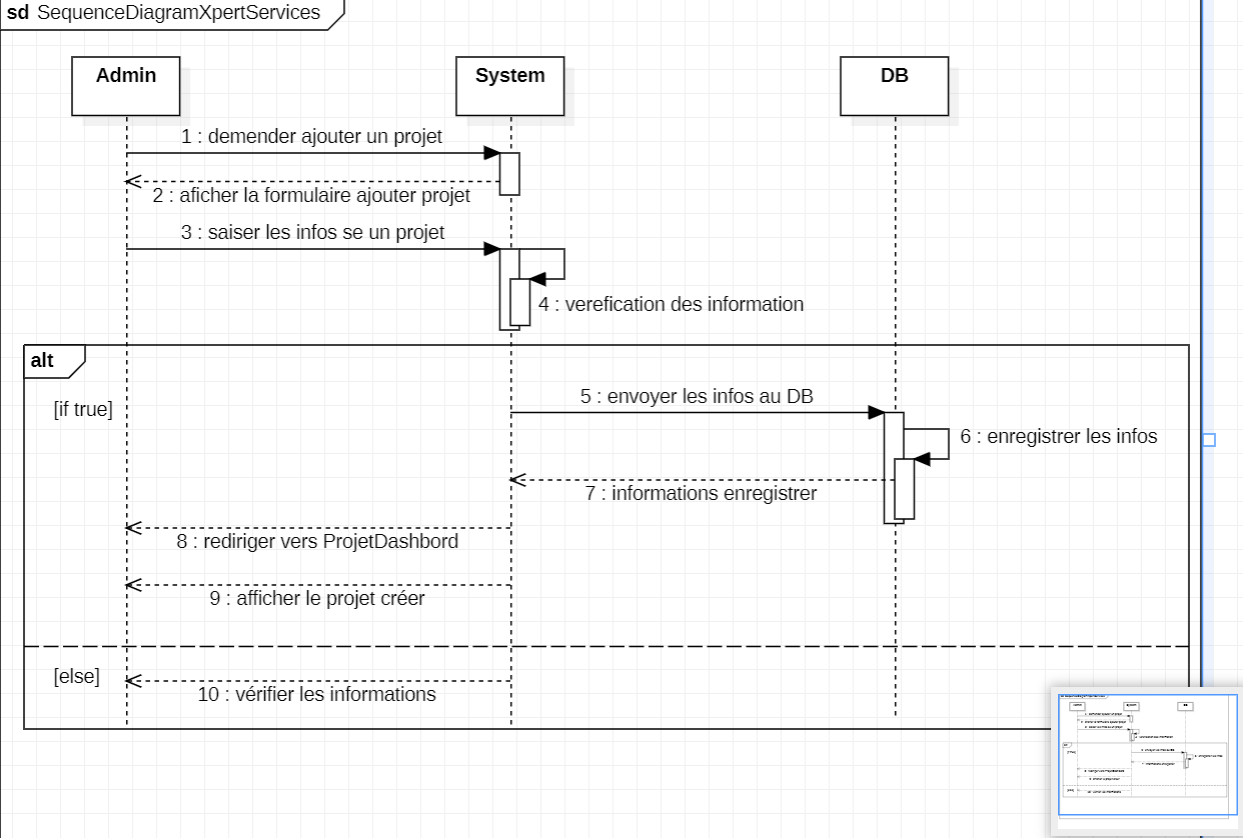 sd SequenceDiagramXpertServices
Admin
System
DB
1 : demender ajouter un projet
2 : aficher la formulaire ajouter projet
3 : saiser les infos se un projet
4 : verefication des information
alt
[if true]
5 : envoyer les infos au DB
6 : enregistrer les infos
7 : informations enregistrer
8 : rediriger vers ProjetDashbord
9 : afficher le projet créer
[else]
10 : vérifier les informations